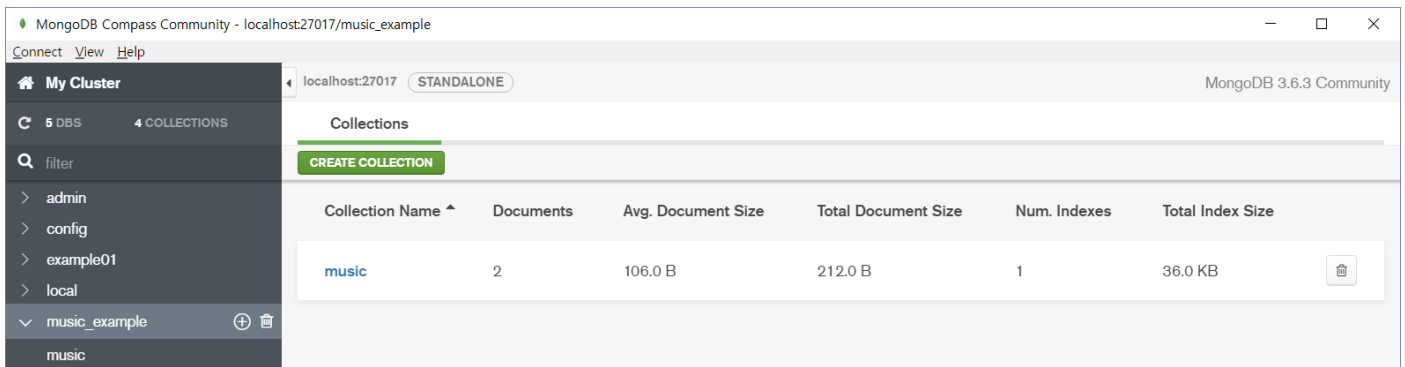 MongoDB Compass Community - localhost:27017/music_example
Connect View Help
My Cluster
localhost:27017 STANDALONE
MongoDB 3.6.3 Community
5 DBS 4 COLLECTIONS
Collections
filter
CREATE COLLECTION
admin
config
example01
local
music_example
music
Collection Name Documents Avg. Document Size Total Document Size Num. Indexes Total Index Size
music 2 106.0 B 212.0 B 1 36.0 KB